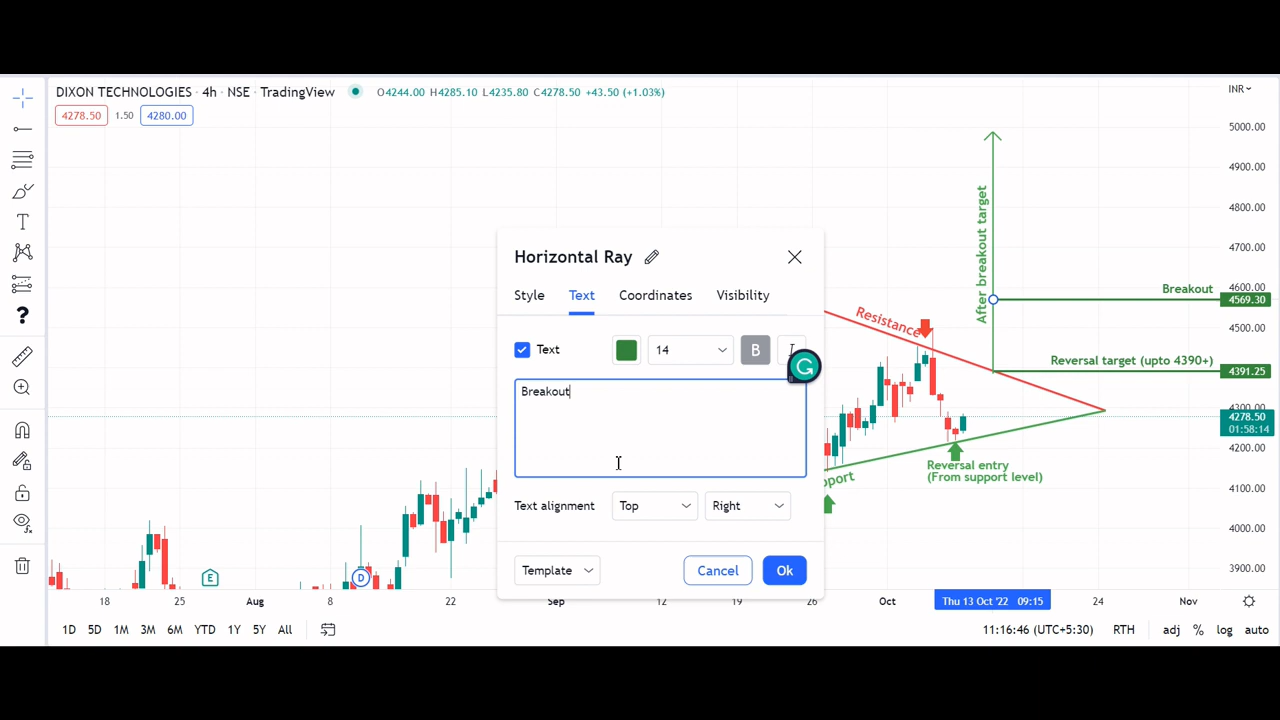 DIXON TECHNOLOGIES · 4h · NSE · TradingView O4244.00 H4285.10 L4235.80 C4278.50 +43.50 (+1.03%)
INR
4278.50 1.50 4280.00
5000.00
4900.00
4800.00
4700.00
4600.00
4500.00
4300.00
4200.00
4100.00
4000.00
3900.00
After breakout target
Breakout
4569.30
Resistance
Reversal target (upto 4390+)
4391.25
4278.50
01:58:14
Reversal entry
(From support level)
pport
Horizontal Ray
Style Text Coordinates Visibility
Text 14 B I
Breakout
Text alignment Top Right
Template Cancel Ok
E
D
18 25 Aug 8 22 Sep 12 19 26 Oct Thu 13 Oct '22 09:15 24 Nov
1D 5D 1M 3M 6M YTD 1Y 5Y All 11:16:46 (UTC+5:30) RTH adj % log auto